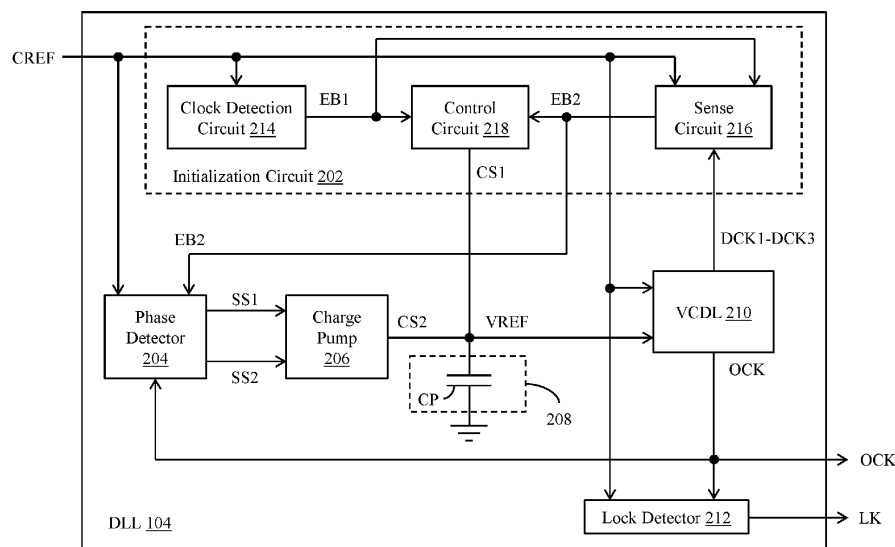 CREF
Clock Detection
Circuit 214
EB1
Control
Circuit 218
EB2
Sense
Circuit 216
Initialization Circuit 202
CS1
EB2
DCK1-DCK3
Phase
Detector
204
SS1
SS2
Charge
Pump
206
CS2
VREF
VCDL 210
OCK
CP
208
OCK
DLL 104
Lock Detector 212
LK